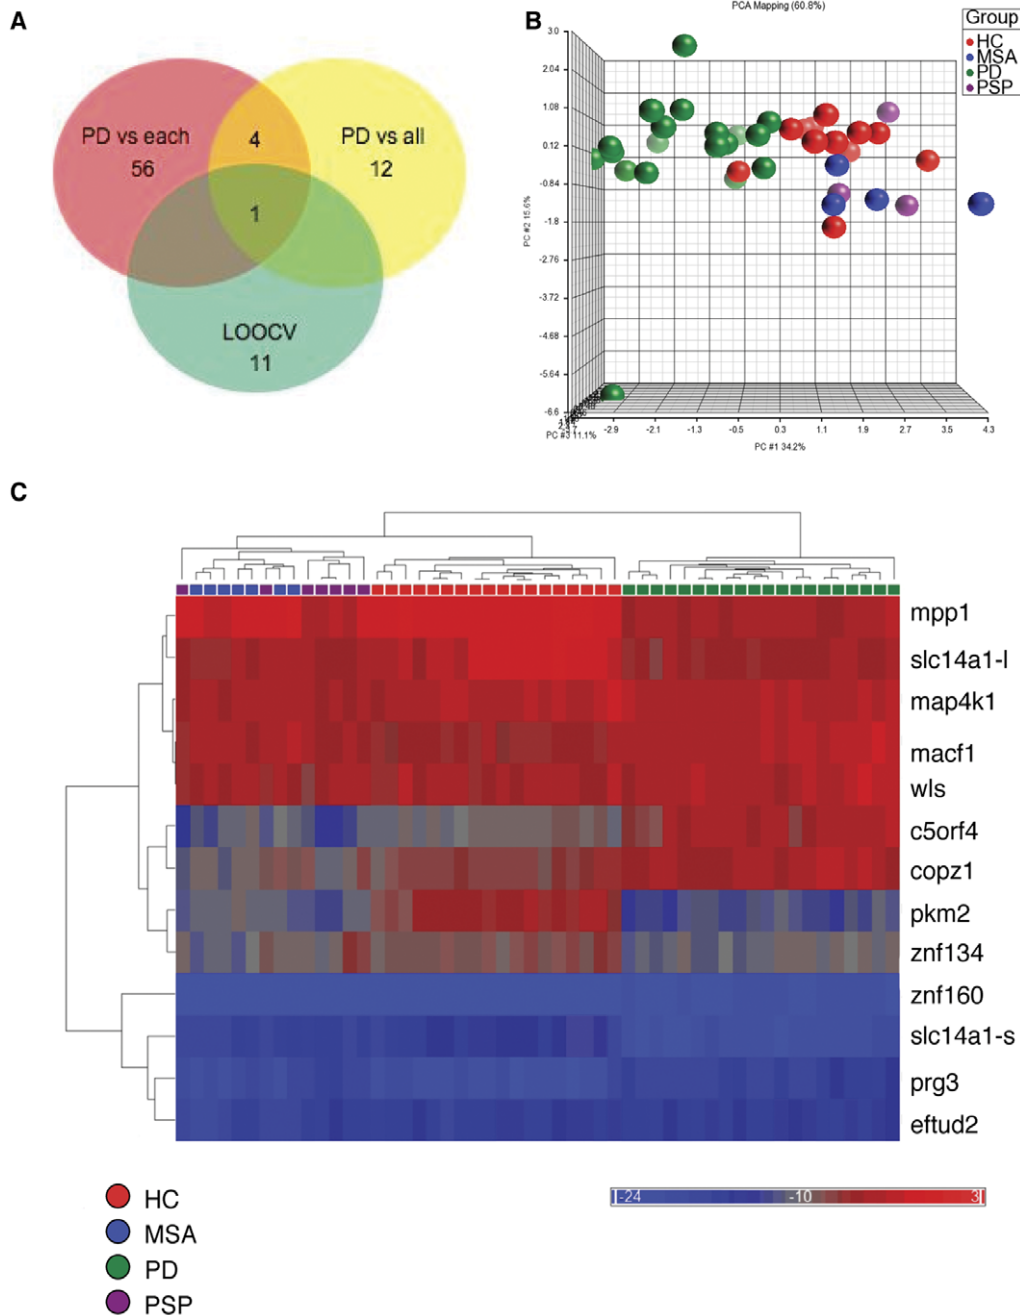 A
PD vs each
56
4
PD vs all
12
1
LOOCV
11
B
PCA Mapping (60.8%)
Group
HC
MSA
PD
PSP
3.0
2.04
1.08
0.12
-0.84
-1.8
-2.76
-3.72
-4.68
-5.64
-6.6
PC #2 15.6%
PC #3 11.1%
-2.9 -2.1 -1.3 -0.5 0.3 1.1 1.9 2.7 3.5 4.3
PC #1 34.2%
C
mpp1
slc14a1-l
map4k1
macf1
wls
c5orf4
copz1
pkm2
znf134
znf160
slc14a1-s
prg3
eftud2
HC
MSA
PD
PSP
-24 -10 3